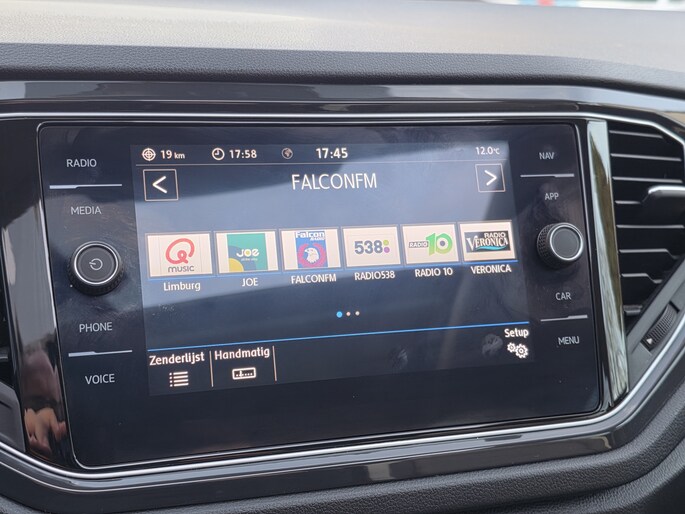 RADIO
MEDIA
PHONE
VOICE
19 km 17:58 17:45 12.0°C
< FALCONFM >
Q music JOE Falcon 538 RADIO 10 RADIO VERONICA
Limburg JOE FALCONFM RADIO538 RADIO 10 VERONICA
Zenderlijst Handmatig Setup
NAV
APP
CAR
MENU